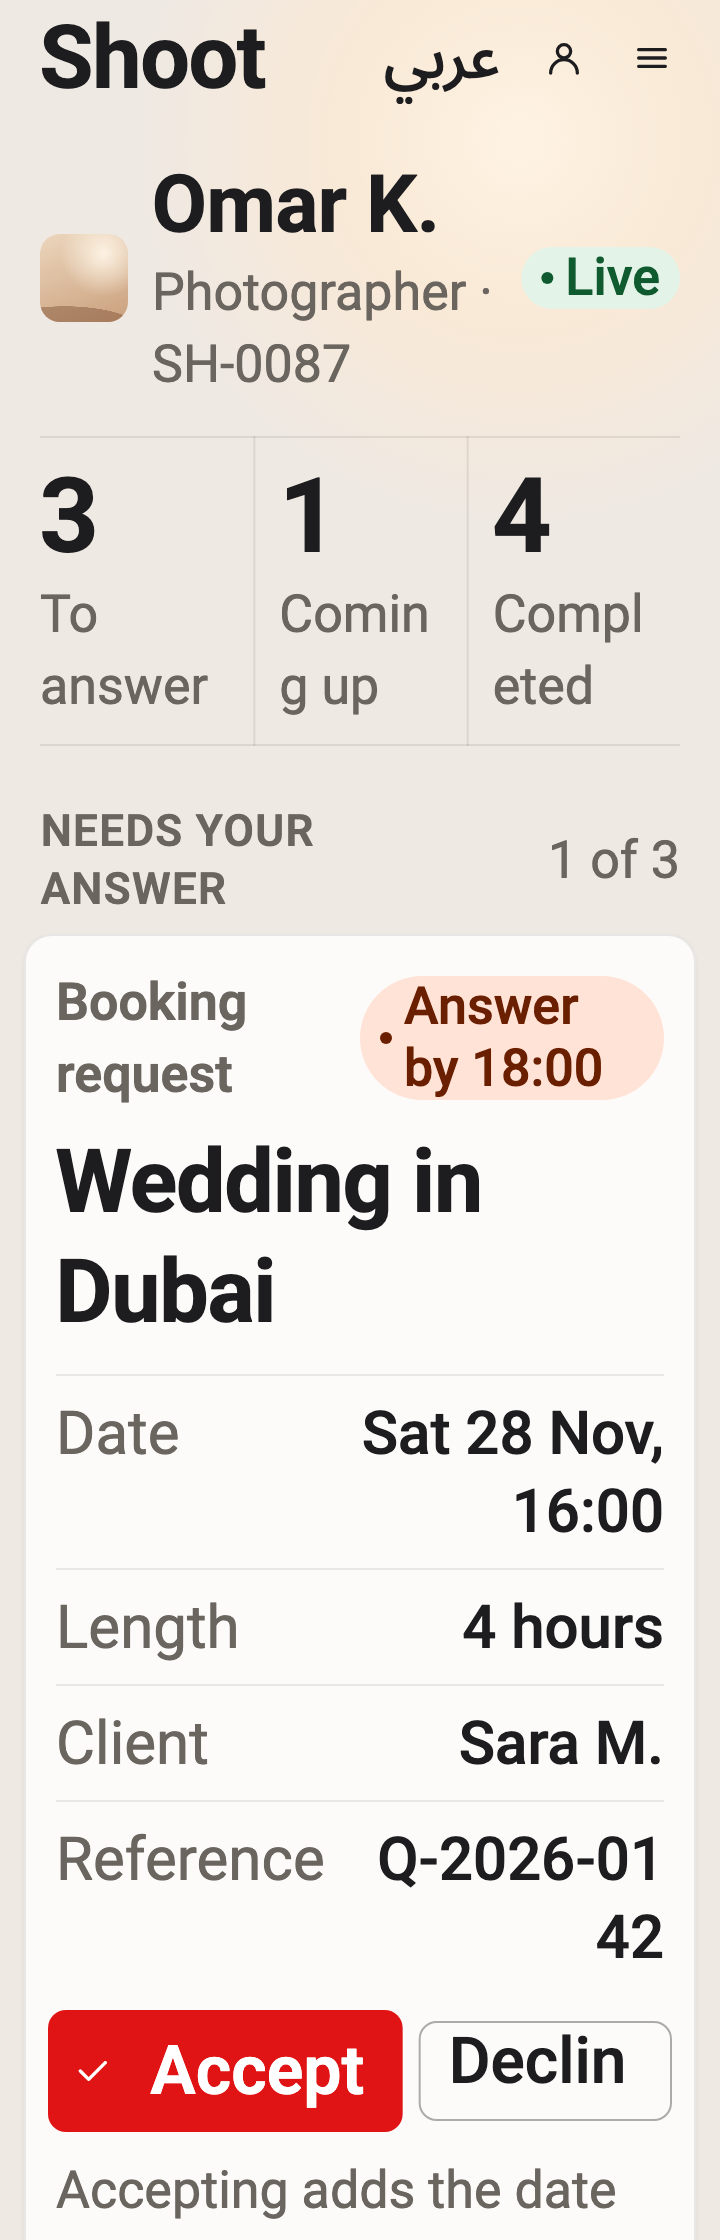 Shoot
عربي
Omar K.
Photographer ·
SH-0087
• Live
3
To
answer
1
Comin
g up
4
Compl
eted
NEEDS YOUR
ANSWER
1 of 3
Booking
request
• Answer
by 18:00
Wedding in
Dubai
Date
Sat 28 Nov,
16:00
Length
4 hours
Client
Sara M.
Reference
Q-2026-01
42
Accept
Declin
Accepting adds the date